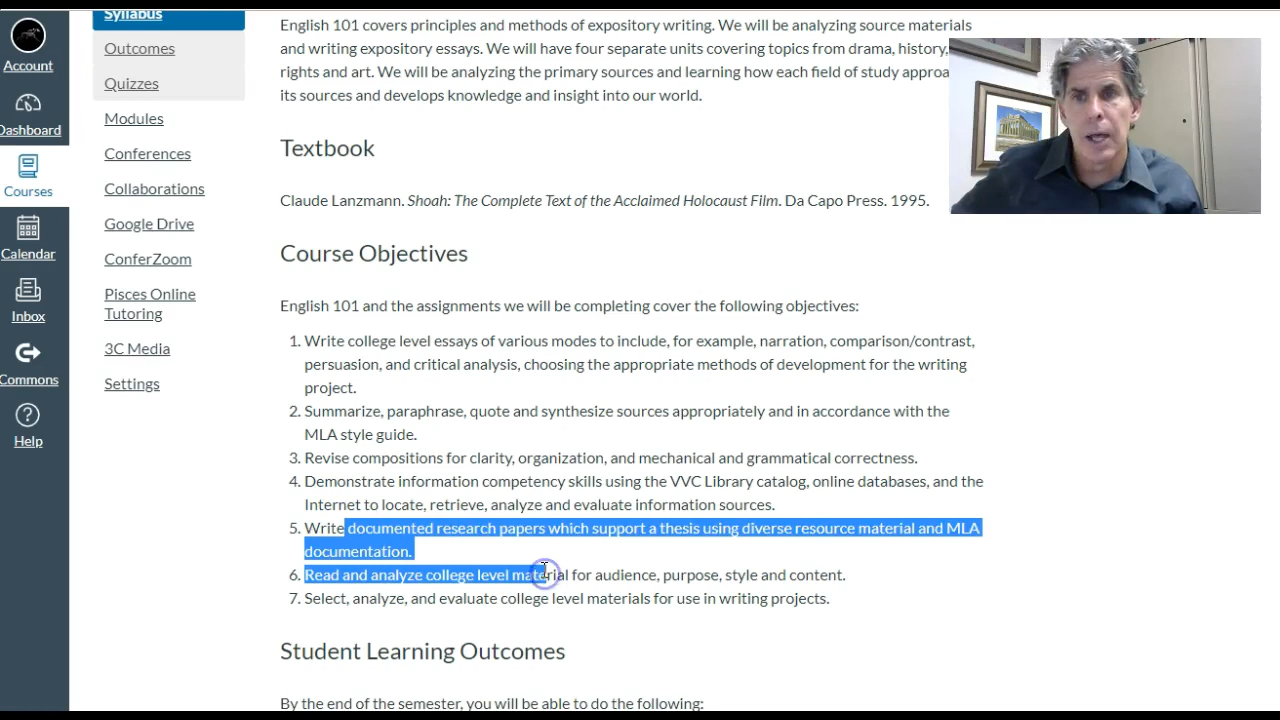 Account
Dashboard
Courses
Calendar
Inbox
Commons
Help
Syllabus
Outcomes
Quizzes
Modules
Conferences
Collaborations
Google Drive
ConferZoom
Pisces Online
Tutoring
3C Media
Settings
English 101 covers principles and methods of expository writing. We will be analyzing source materials
and writing expository essays. We will have four separate units covering topics from drama, history,
rights and art. We will be analyzing the primary sources and learning how each field of study approa
its sources and develops knowledge and insight into our world.
Textbook
Claude Lanzmann. Shoah: The Complete Text of the Acclaimed Holocaust Film. Da Capo Press. 1995.
Course Objectives
English 101 and the assignments we will be completing cover the following objectives:
1. Write college level essays of various modes to include, for example, narration, comparison/contrast,
persuasion, and critical analysis, choosing the appropriate methods of development for the writing
project.
2. Summarize, paraphrase, quote and synthesize sources appropriately and in accordance with the
MLA style guide.
3. Revise compositions for clarity, organization, and mechanical and grammatical correctness.
4. Demonstrate information competency skills using the VVC Library catalog, online databases, and the
Internet to locate, retrieve, analyze and evaluate information sources.
5. Write documented research papers which support a thesis using diverse resource material and MLA
documentation.
6. Read and analyze college level material for audience, purpose, style and content.
7. Select, analyze, and evaluate college level materials for use in writing projects.
Student Learning Outcomes
By the end of the semester, you will be able to do the following: